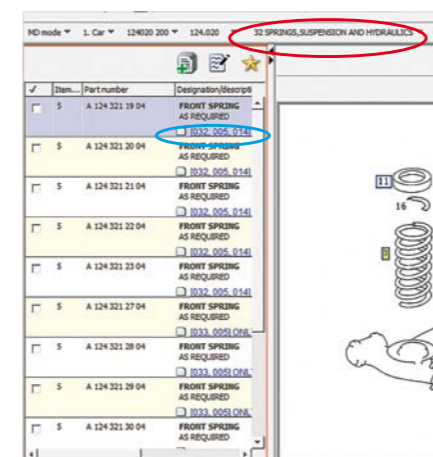 MD mode 1. Car 124020 200 124.020 32 SPRINGS,SUSPENSION AND HYDRAULICS
Item... Part number Designation/descripti
5 A 124 321 19 04 FRONT SPRING
AS REQUIRED
[032, 005, 014]
5 A 124 321 20 04 FRONT SPRING
AS REQUIRED
[032, 005, 014]
5 A 124 321 21 04 FRONT SPRING
AS REQUIRED
[032, 005, 014]
5 A 124 321 22 04 FRONT SPRING
AS REQUIRED
[032, 005, 014]
5 A 124 321 23 04 FRONT SPRING
AS REQUIRED
[032, 005, 014]
5 A 124 321 27 04 FRONT SPRING
AS REQUIRED
[033, 005] ONL
5 A 124 321 28 04 FRONT SPRING
AS REQUIRED
[033, 005] ONL
5 A 124 321 29 04 FRONT SPRING
AS REQUIRED
[033, 005] ONL
5 A 124 321 30 04 FRONT SPRING
AS REQUIRED
11
16
5